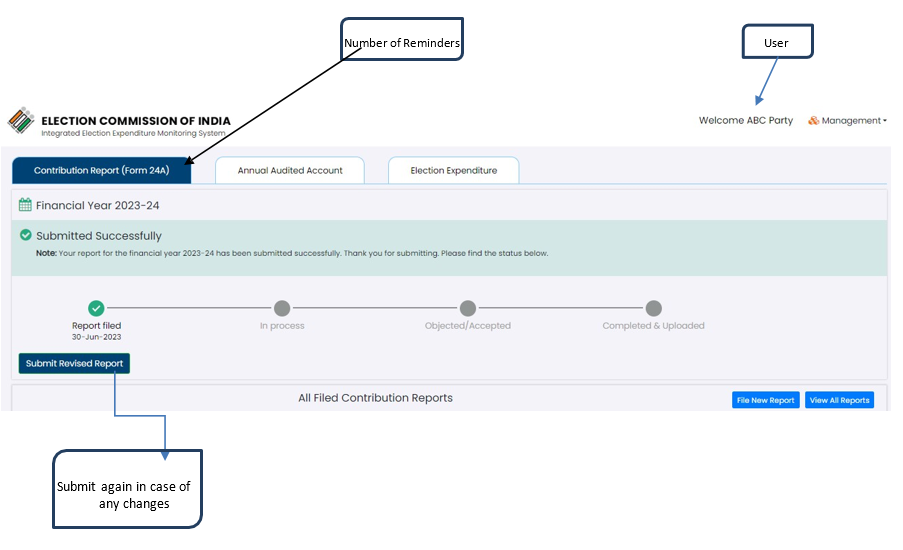 Number of Reminders
User
ELECTION COMMISSION OF INDIA
Integrated Election Expenditure Monitoring System
Welcome ABC Party
Management
Contribution Report (Form 24A)
Annual Audited Account
Election Expenditure
Financial Year 2023-24
Submitted Successfully
Note: Your report for the financial year 2023-24 has been submitted successfully. Thank you for submitting. Please find the status below.
Report filed
30-Jun-2023
In process
Objected/Accepted
Completed & Uploaded
Submit Revised Report
All Filed Contribution Reports
File New Report
View All Reports
Submit again in case of
any changes